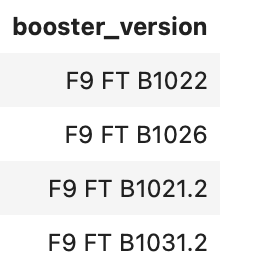 booster_version
F9 FT B1022
F9 FT B1026
F9 FT B1021.2
F9 FT B1031.2